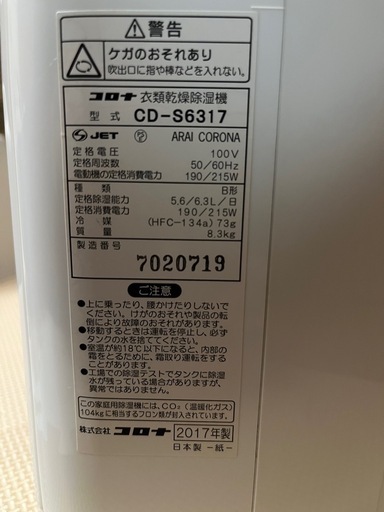 警告
ケガのおそれあり
吹出口に指や棒などを入れない。
コロナ 衣類乾燥除湿機
型式 CD-S6317
JET ARAI CORONA
定格電圧 100V
定格周波数 50/60Hz
電動機の定格消費電力 190/215W
種類 B形
定格除湿能力 5.6/6.3L/日
定格消費電力 190/215W
冷媒 (HFC-134a) 73g
質量 8.3kg
製造番号
7020719
ご注意
●上に乗ったり、腰かけたりしないで
ください。けがのおそれや製品の転
倒により故障のおそれがあります。
●移動するときは運転を停止し、必ず
タンクの水を捨ててください。
●室温が約18℃以下になると、内部の
霜をとるために、霜取り運転をする
ことがあります。
●工場での除湿テストでタンクに除湿
水が残っている場合がありますが、
異常ではありません。
この家庭用除湿機には、CO₂(温暖化ガス)
104kgに相当するフロン類が封入されています。
株式会社 コロナ 2017年製
日本製 -紙-